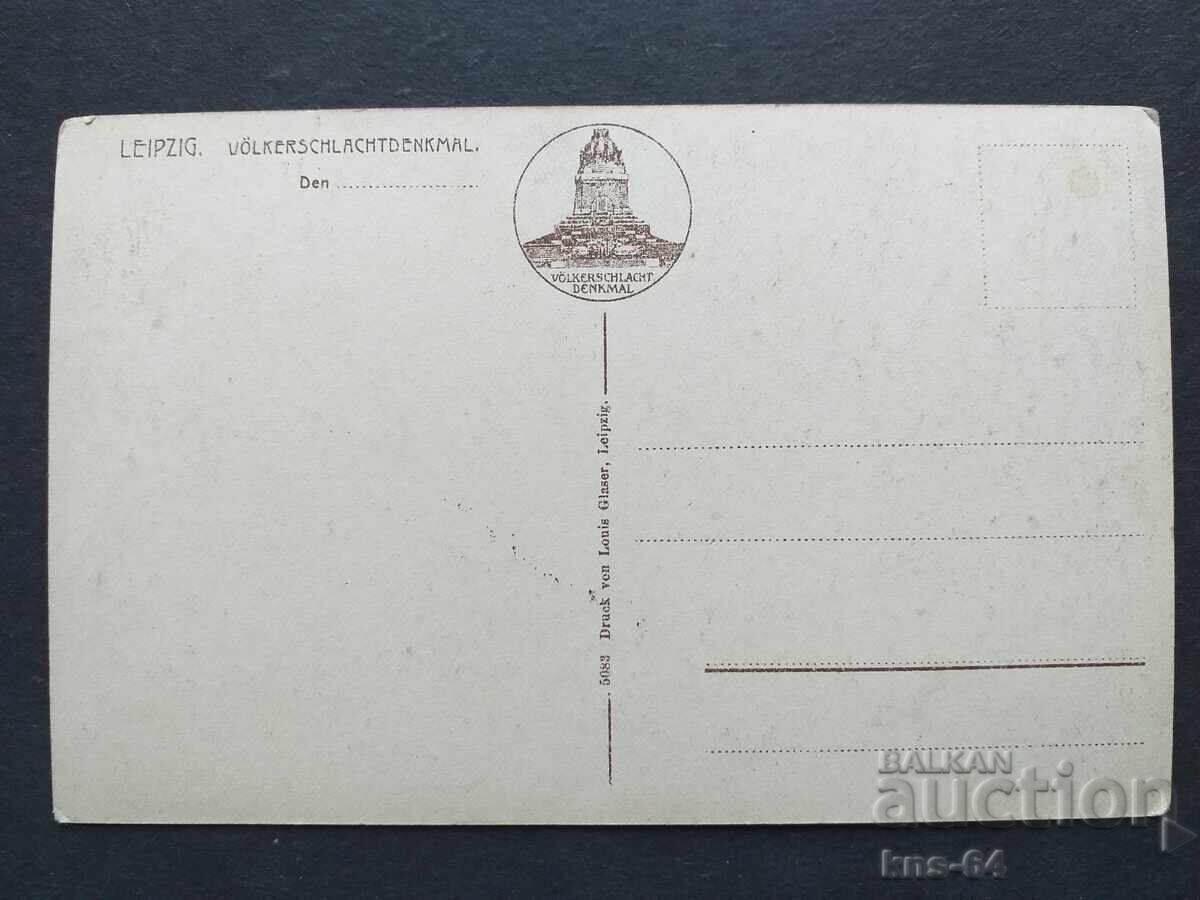 LEIPZIG. VÖLKERSCHLACHTDENKMAL.
Den
VÖLKERSCHLACHT
DENKMAL
5083 Druck von Louis Glaser, Leipzig.
BALKAN
auction
kns-64